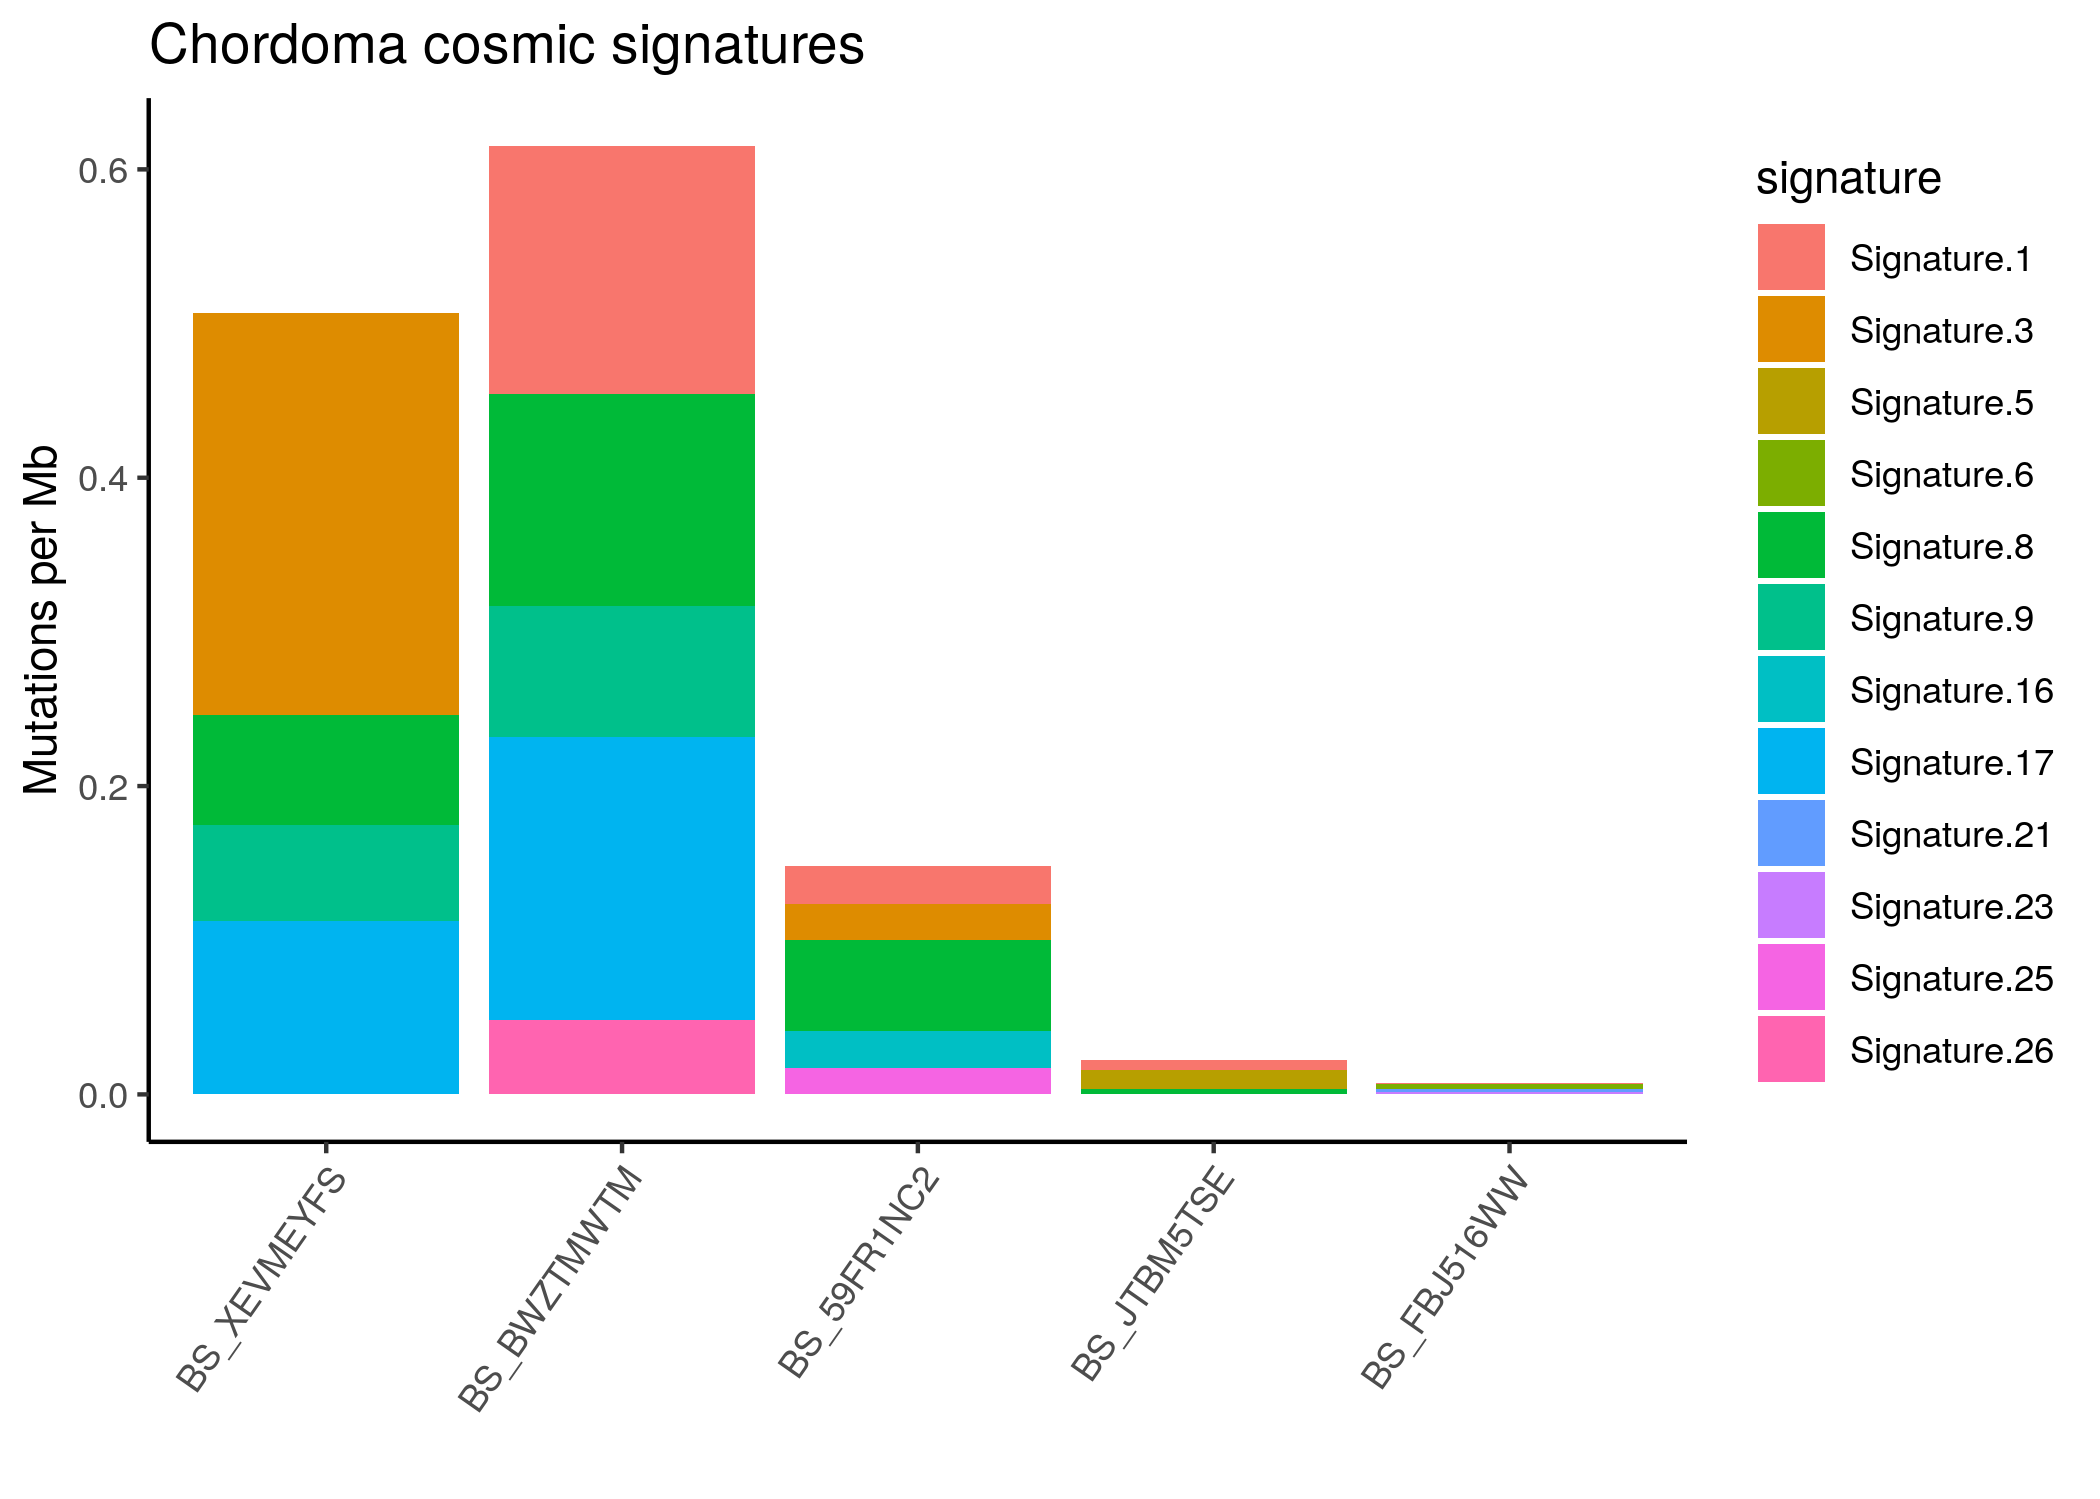 Chordoma cosmic signatures
Mutations per Mb
0.6
0.4
0.2
0.0
BS_XEVMEYFS
BS_BWZTMWTM
BS_59FR1NC2
BS_JTBM5TSE
BS_FBJ516WW
signature
Signature.1
Signature.3
Signature.5
Signature.6
Signature.8
Signature.9
Signature.16
Signature.17
Signature.21
Signature.23
Signature.25
Signature.26